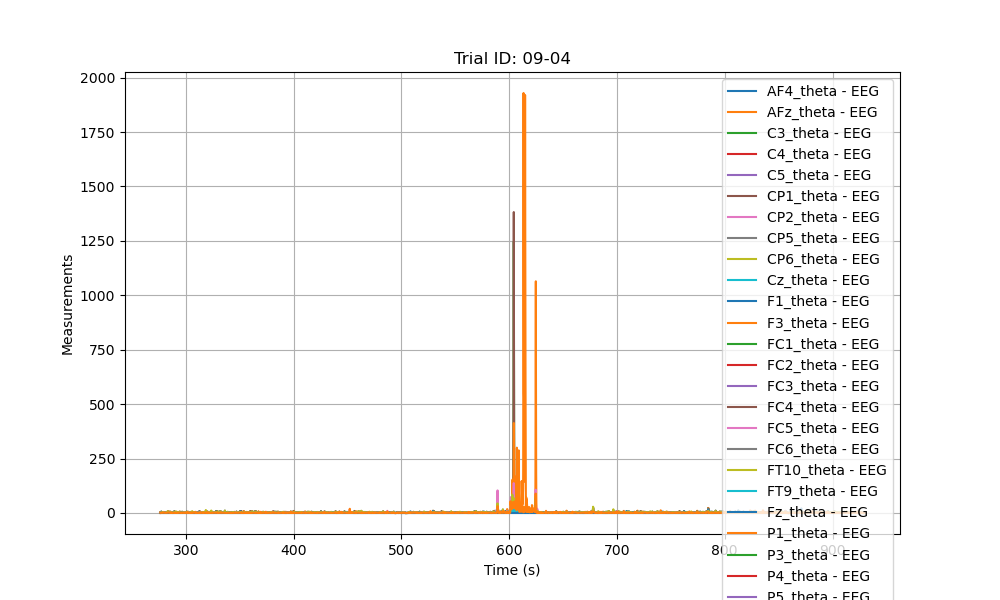 Trial ID: 09-04
2000
1750
1500
1250
1000
750
500
250
0
Measurements
300
400
500
600
700
800
900
Time (s)
AF4_theta - EEG
AFz_theta - EEG
C3_theta - EEG
C4_theta - EEG
C5_theta - EEG
CP1_theta - EEG
CP2_theta - EEG
CP5_theta - EEG
CP6_theta - EEG
Cz_theta - EEG
F1_theta - EEG
F3_theta - EEG
FC1_theta - EEG
FC2_theta - EEG
FC3_theta - EEG
FC4_theta - EEG
FC5_theta - EEG
FC6_theta - EEG
FT10_theta - EEG
FT9_theta - EEG
Fz_theta - EEG
P1_theta - EEG
P3_theta - EEG
P4_theta - EEG
P5_theta - EEG